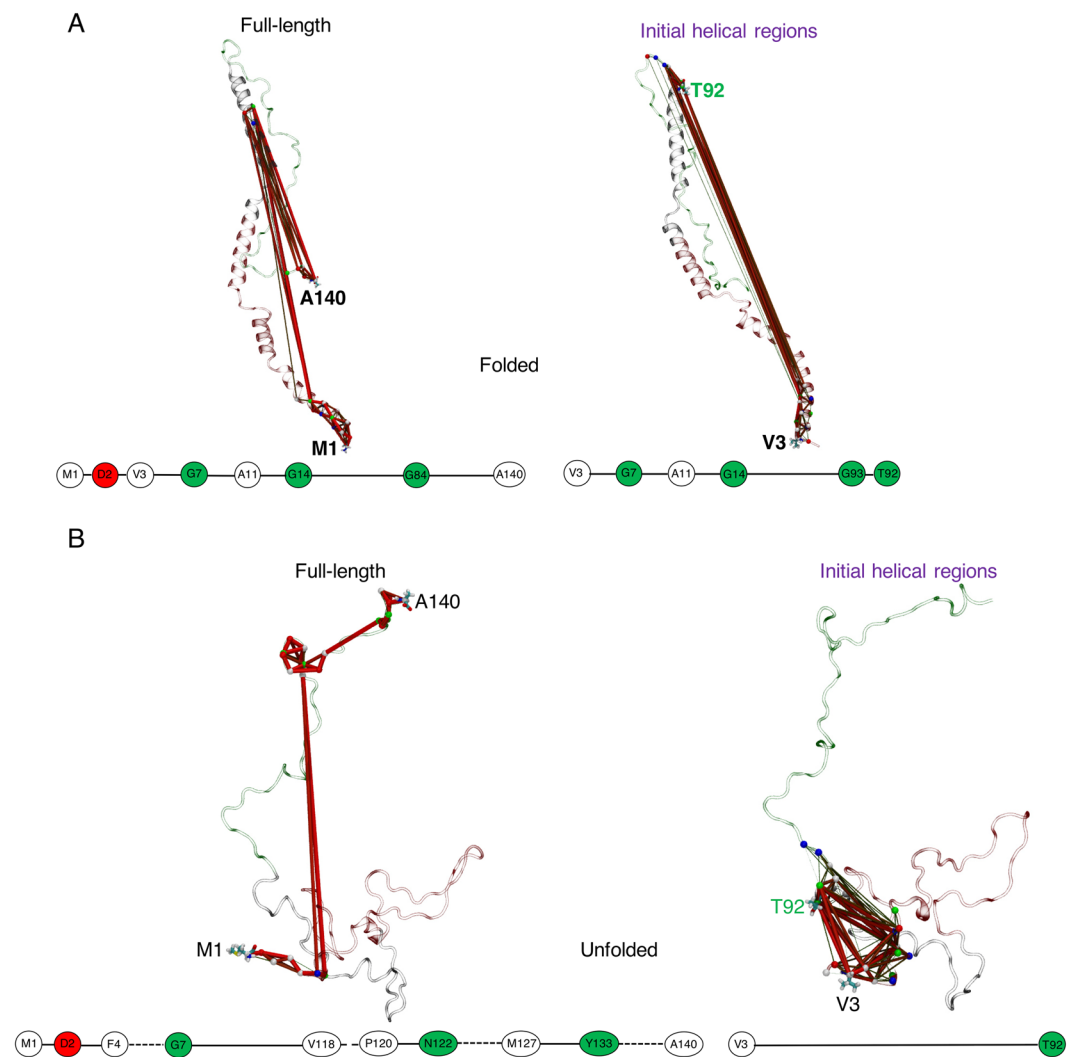 A
Full-length
Initial helical regions
T92
A140
Folded
M1
V3
M1 D2 V3 G7 A11 G14 G84 A140
V3 G7 A11 G14 G93 T92
B
Full-length
Initial helical regions
A140
T92
M1
Unfolded
V3
M1 D2 F4 G7 V118 P120 N122 M127 Y133 A140
V3 T92